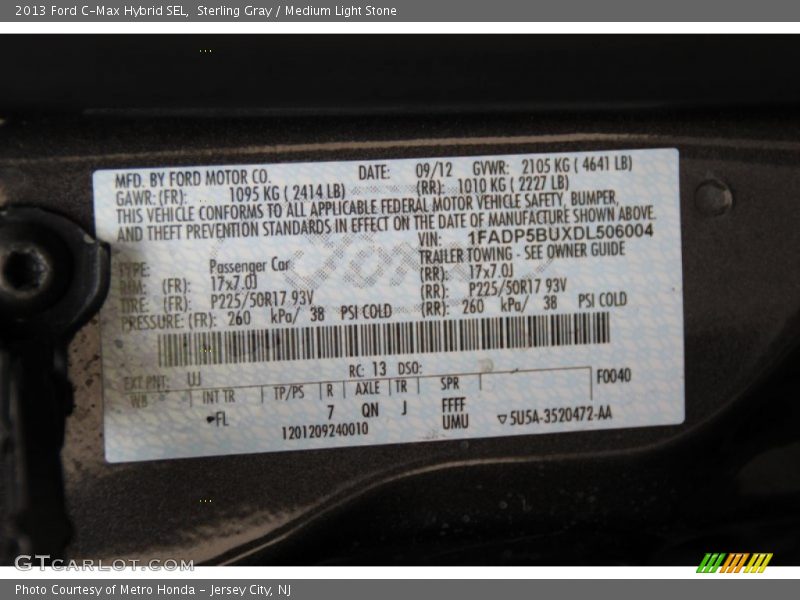 2013 Ford C-Max Hybrid SEL,  Sterling Gray / Medium Light Stone
MFD. BY FORD MOTOR CO. DATE: 09/12 GVWR: 2105 KG ( 4641 LB)
GAWR: (FR): 1095 KG ( 2414 LB) (RR): 1010 KG ( 2227 LB)
THIS VEHICLE CONFORMS TO ALL APPLICABLE FEDERAL MOTOR VEHICLE SAFETY, BUMPER,
AND THEFT PREVENTION STANDARDS IN EFFECT ON THE DATE OF MANUFACTURE SHOWN ABOVE.
VIN: 1FADP5BUXDL506004
TYPE: Passenger Car TRAILER TOWING - SEE OWNER GUIDE
RIM: (FR): 17x7.0J (RR): 17x7.0J
TIRE: (FR): P225/50R17 93V (RR): P225/50R17 93V
PRESSURE: (FR): 260 kPa/ 38 PSI COLD (RR): 260 kPa/ 38 PSI COLD
RC: 13 DSO:
EXT PNT: UJ F0040
WB INT TR TP/PS R AXLE TR SPR
FL 7 QN J FFFF
1201209240010 UMU ▽5U5A-3520472-AA
GTCARLOT.COM
Photo Courtesy of Metro Honda - Jersey City, NJ